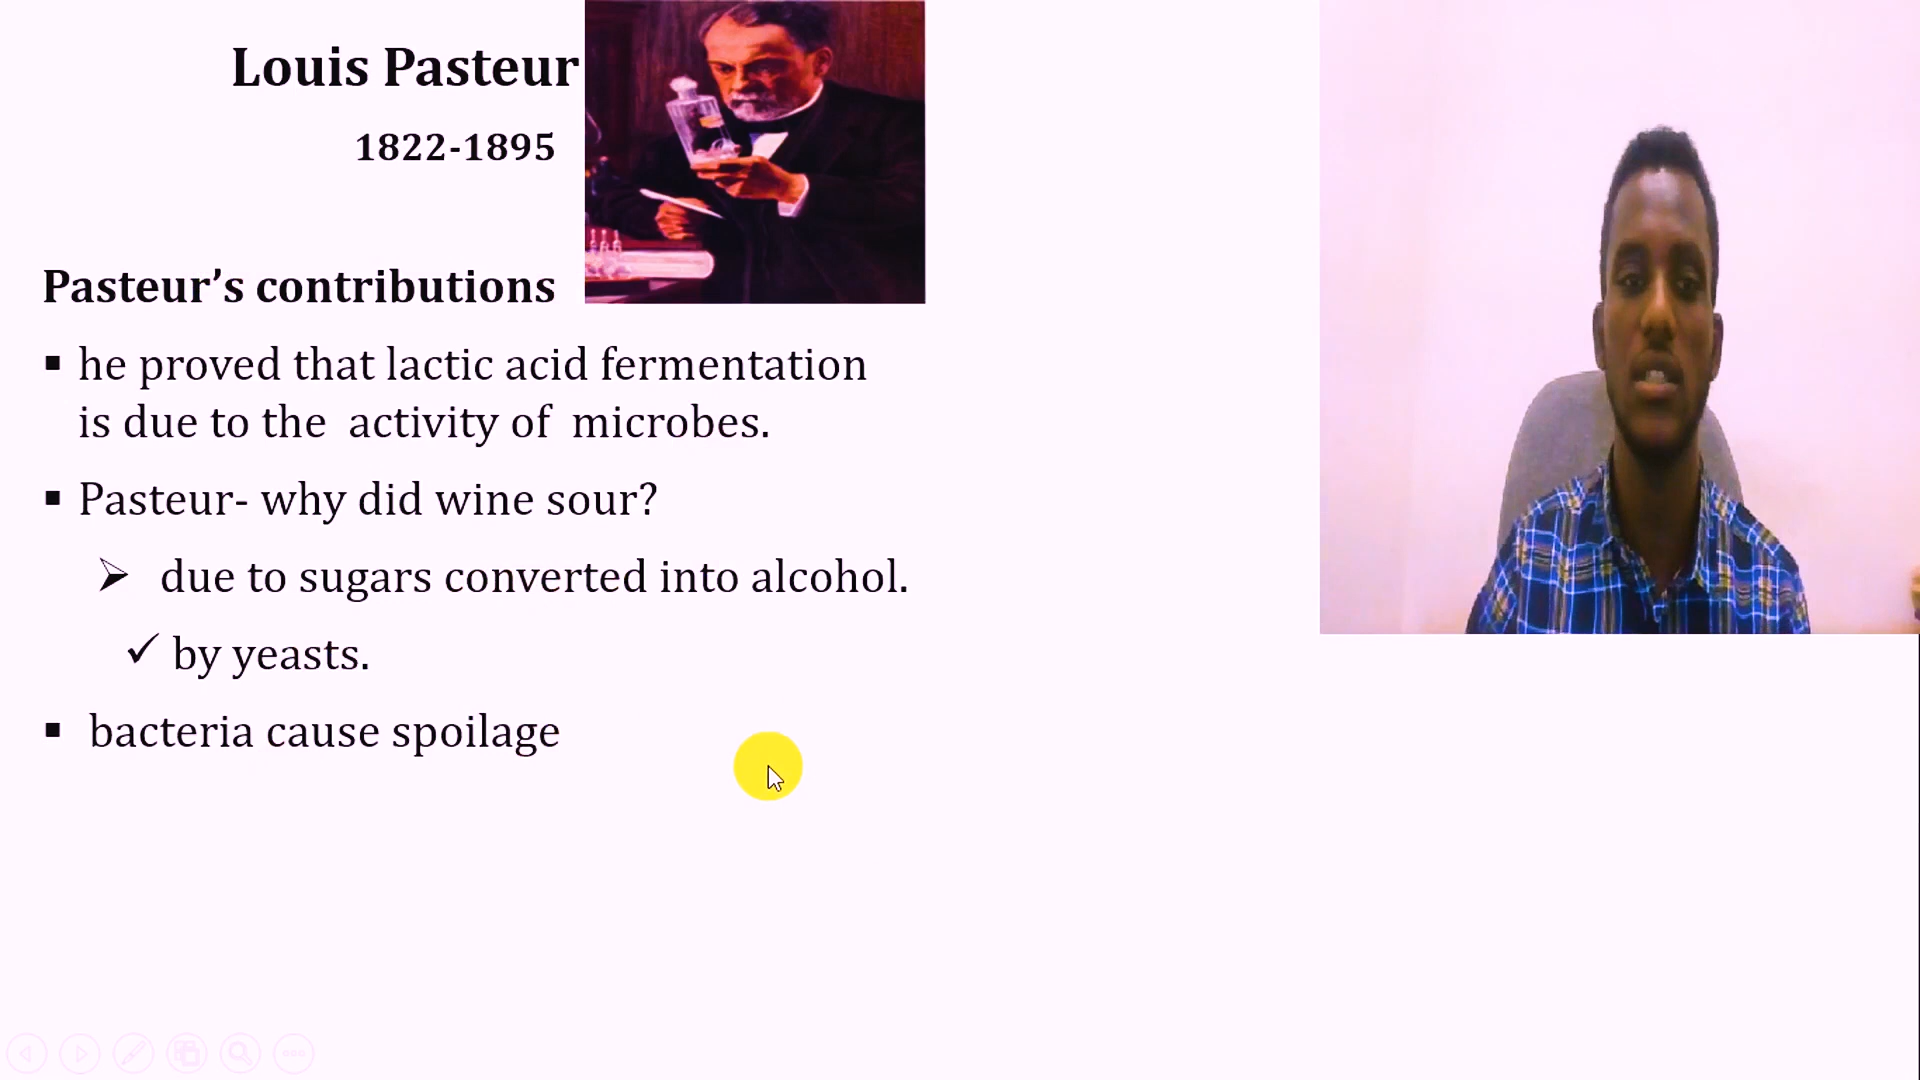 Louis Pasteur
1822-1895
Pasteur’s contributions
▪ he proved that lactic acid fermentation
is due to the activity of microbes.
▪ Pasteur- why did wine sour?
➢ due to sugars converted into alcohol.
✓ by yeasts.
▪ bacteria cause spoilage